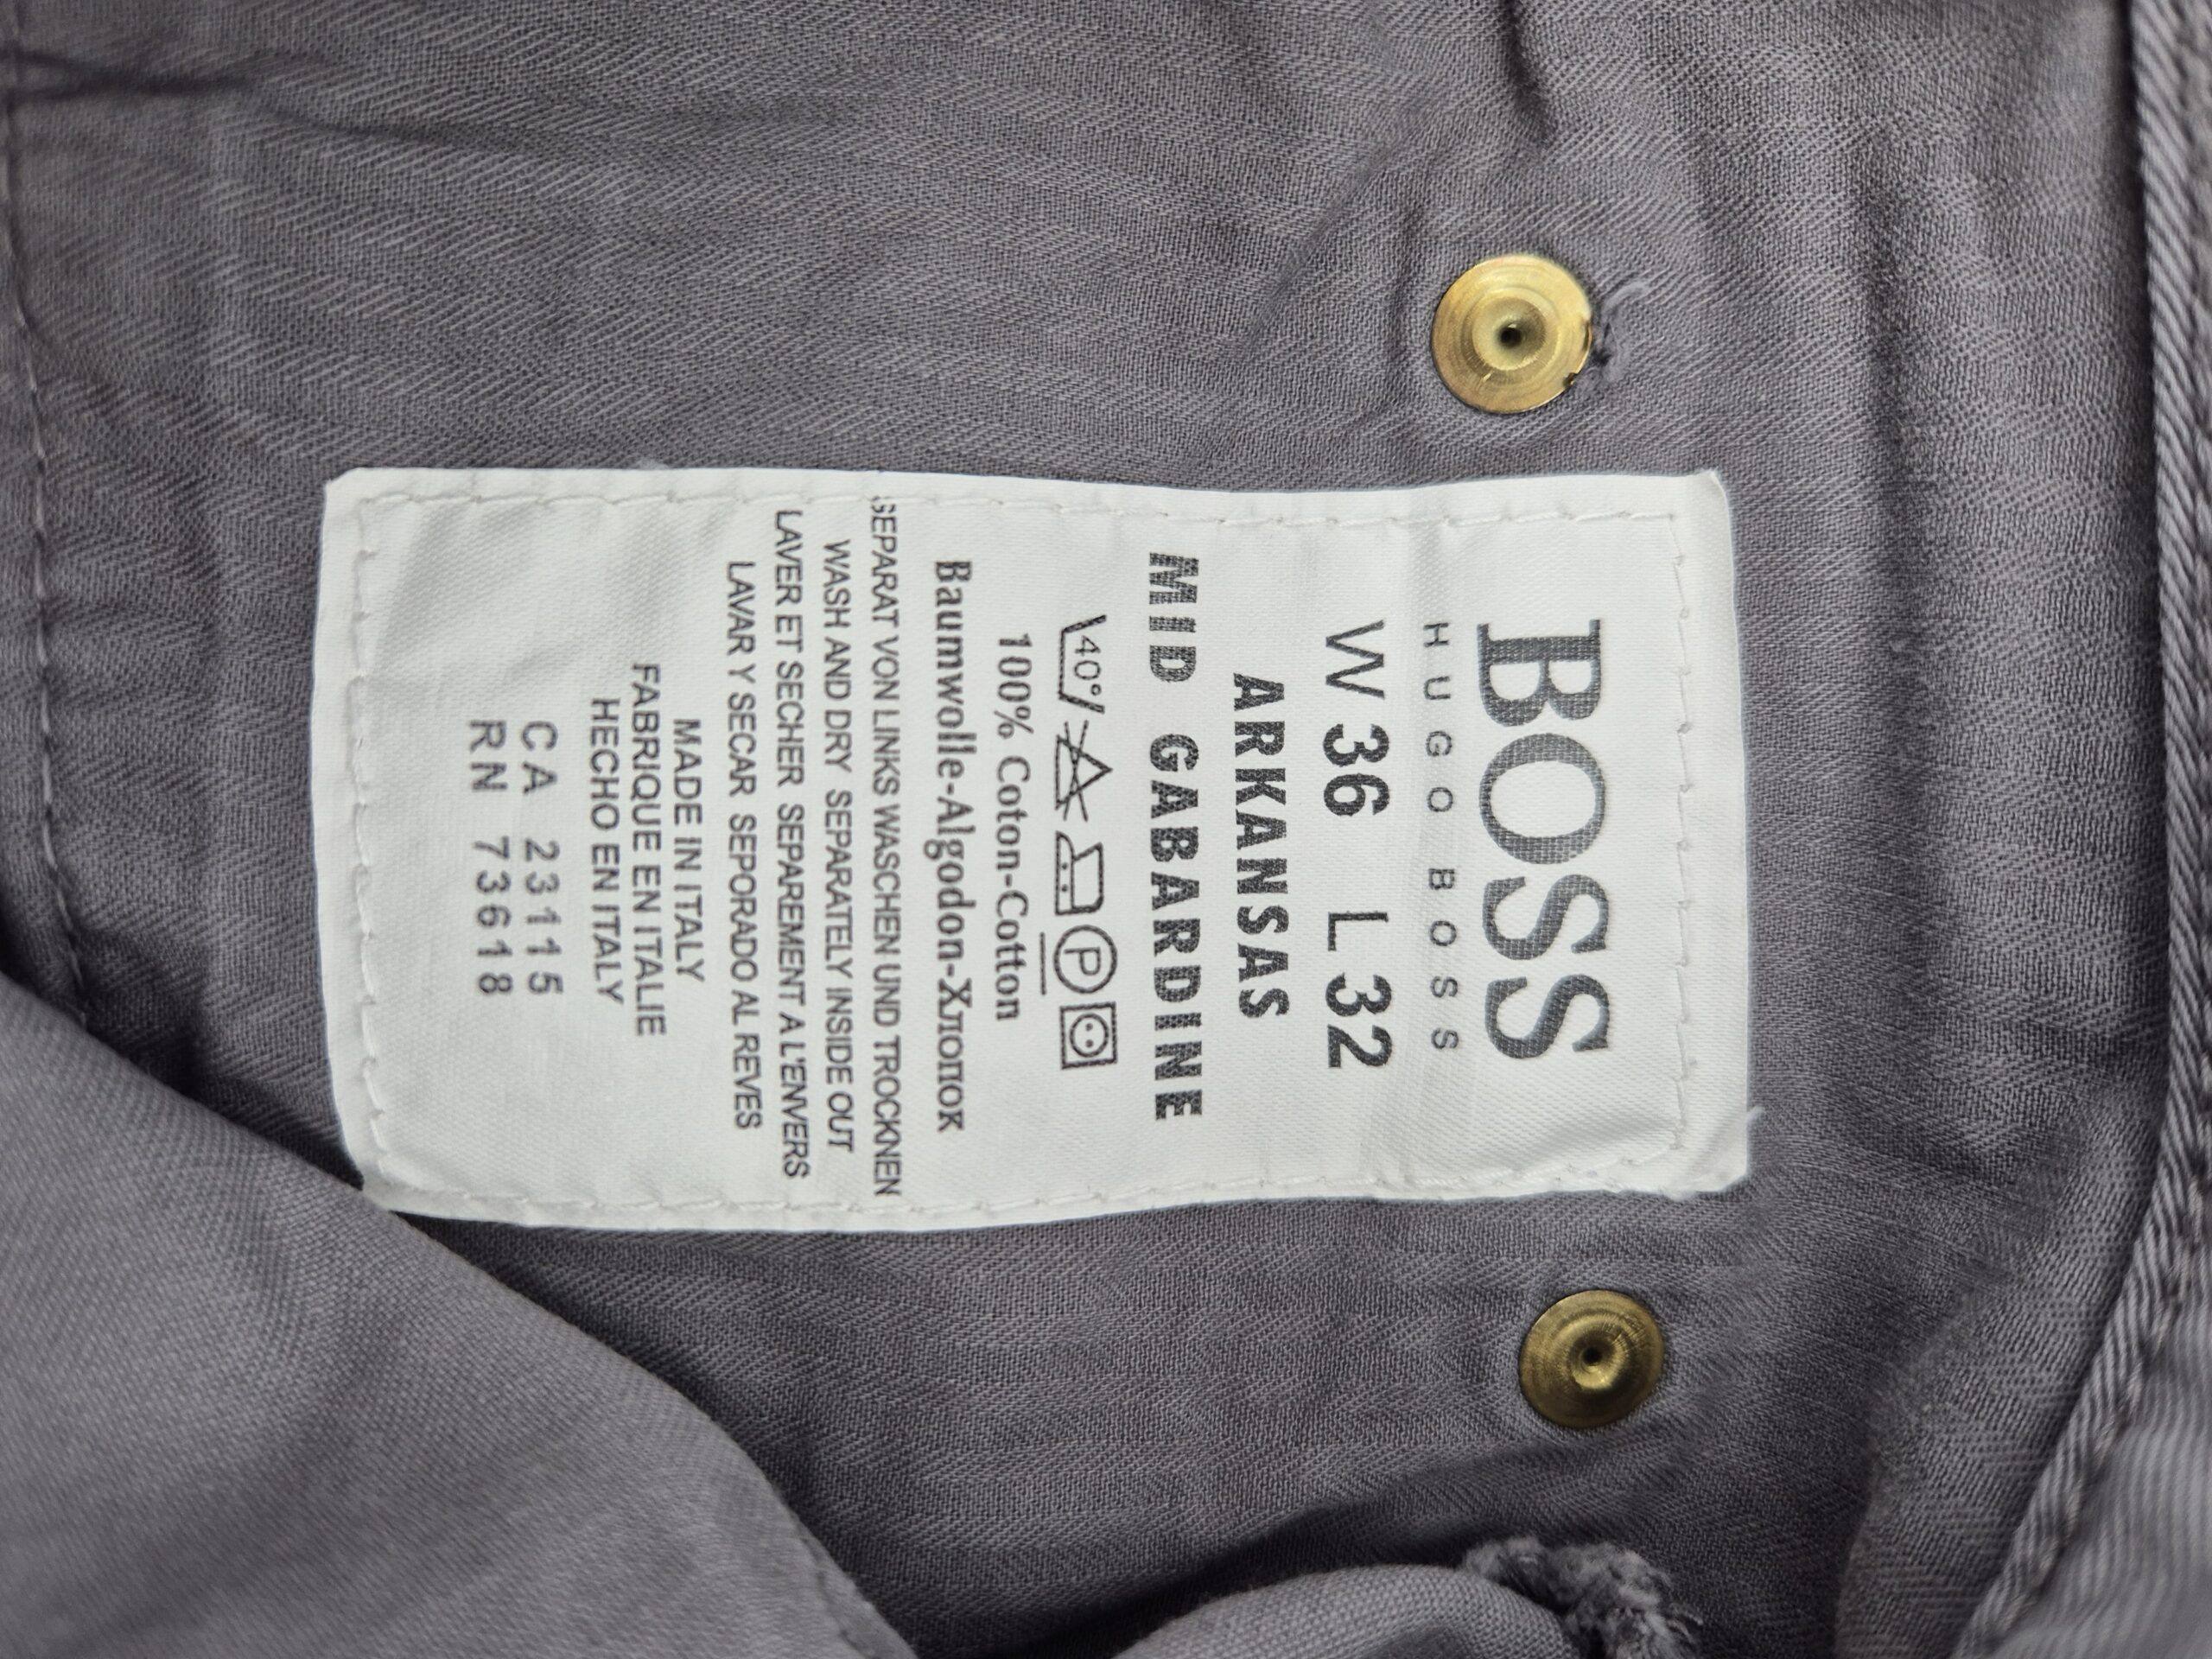 BOSS
HUGO BOSS
W 36 L 32
ARKANSAS
MID GABARDINE
40° P
100% Coton-Cotton
Baumwolle-Algodon-Хлопок
SEPARAT VON LINKS WASCHEN UND TROCKNEN
WASH AND DRY SEPARATELY INSIDE OUT
LAVER ET SECHER SEPAREMENT A L'ENVERS
LAVAR Y SECAR SEPORADO AL REVES
MADE IN ITALY
FABRIQUE EN ITALIE
HECHO EN ITALY
CA 23115
RN 73618